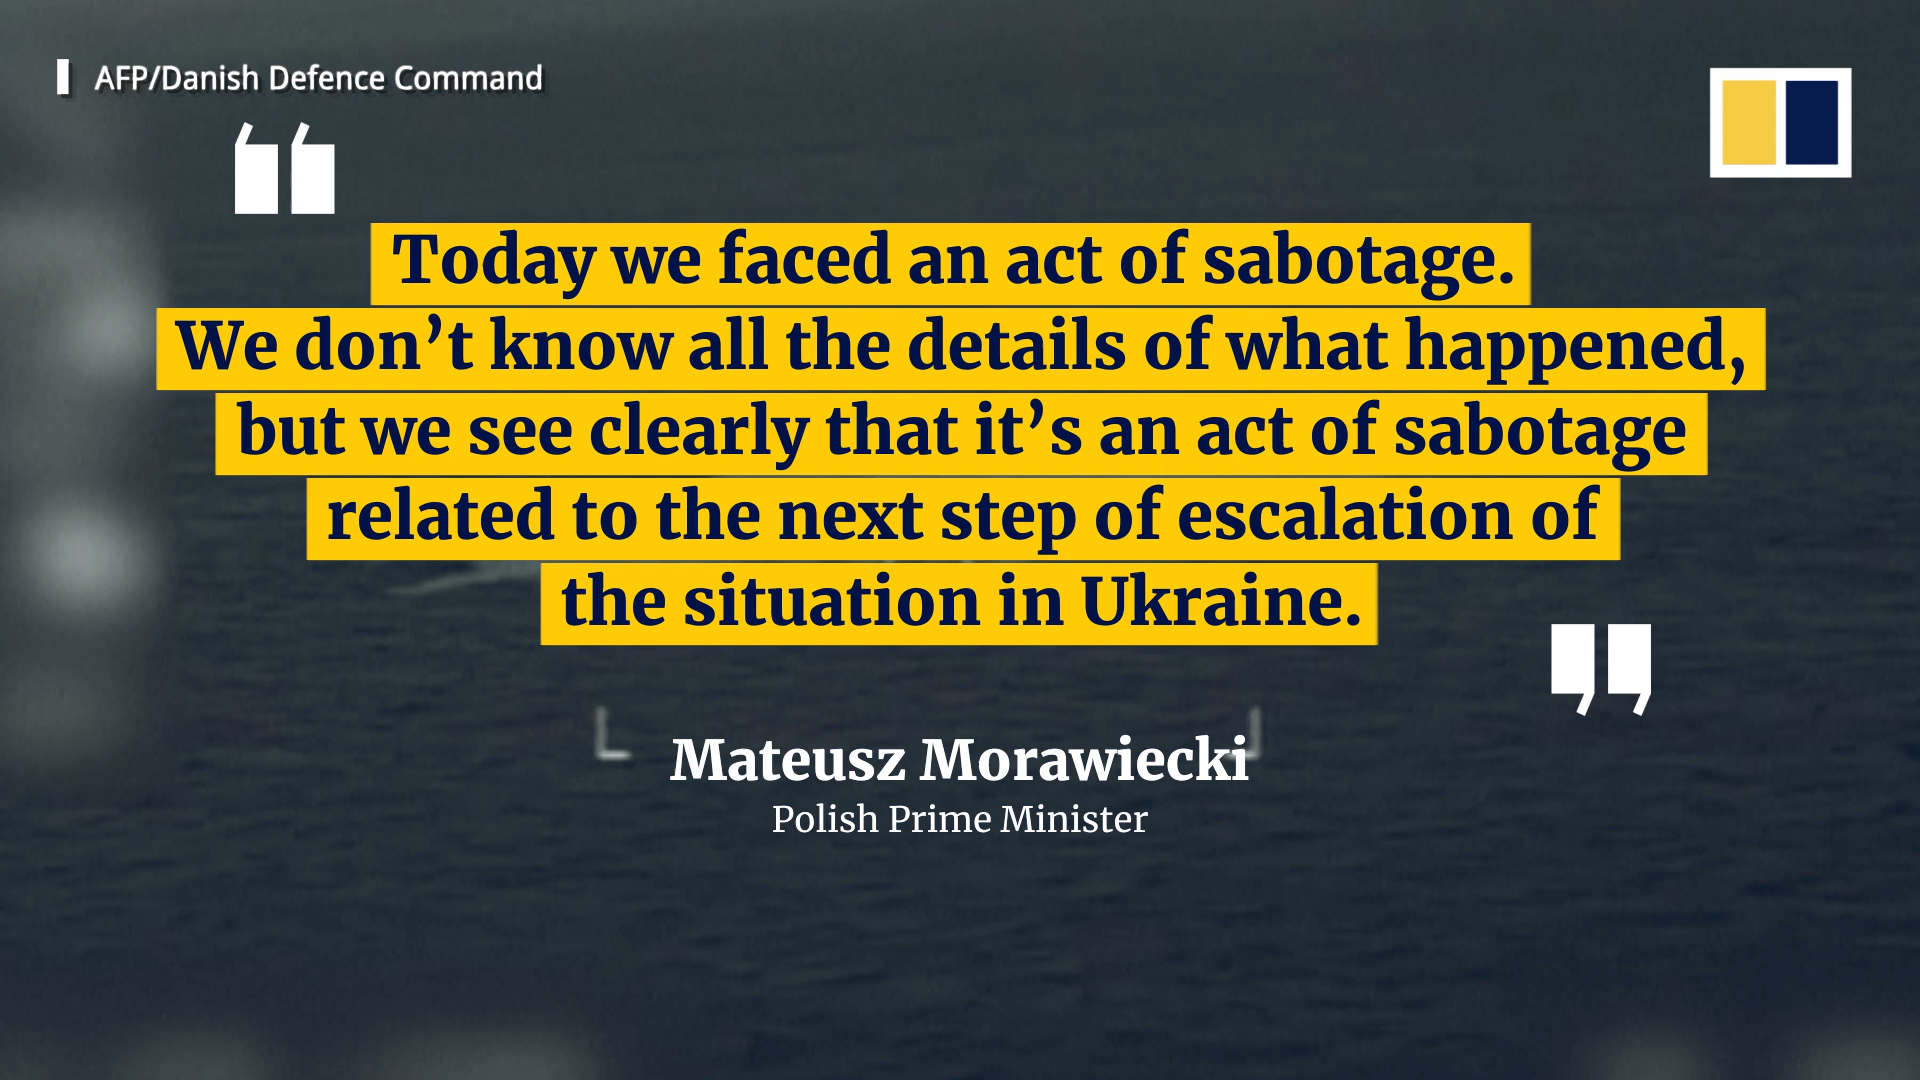 AFP/Danish Defence Command
“
Today we faced an act of sabotage.
We don’t know all the details of what happened,
but we see clearly that it’s an act of sabotage
related to the next step of escalation of
the situation in Ukraine.
”
Mateusz Morawiecki
Polish Prime Minister